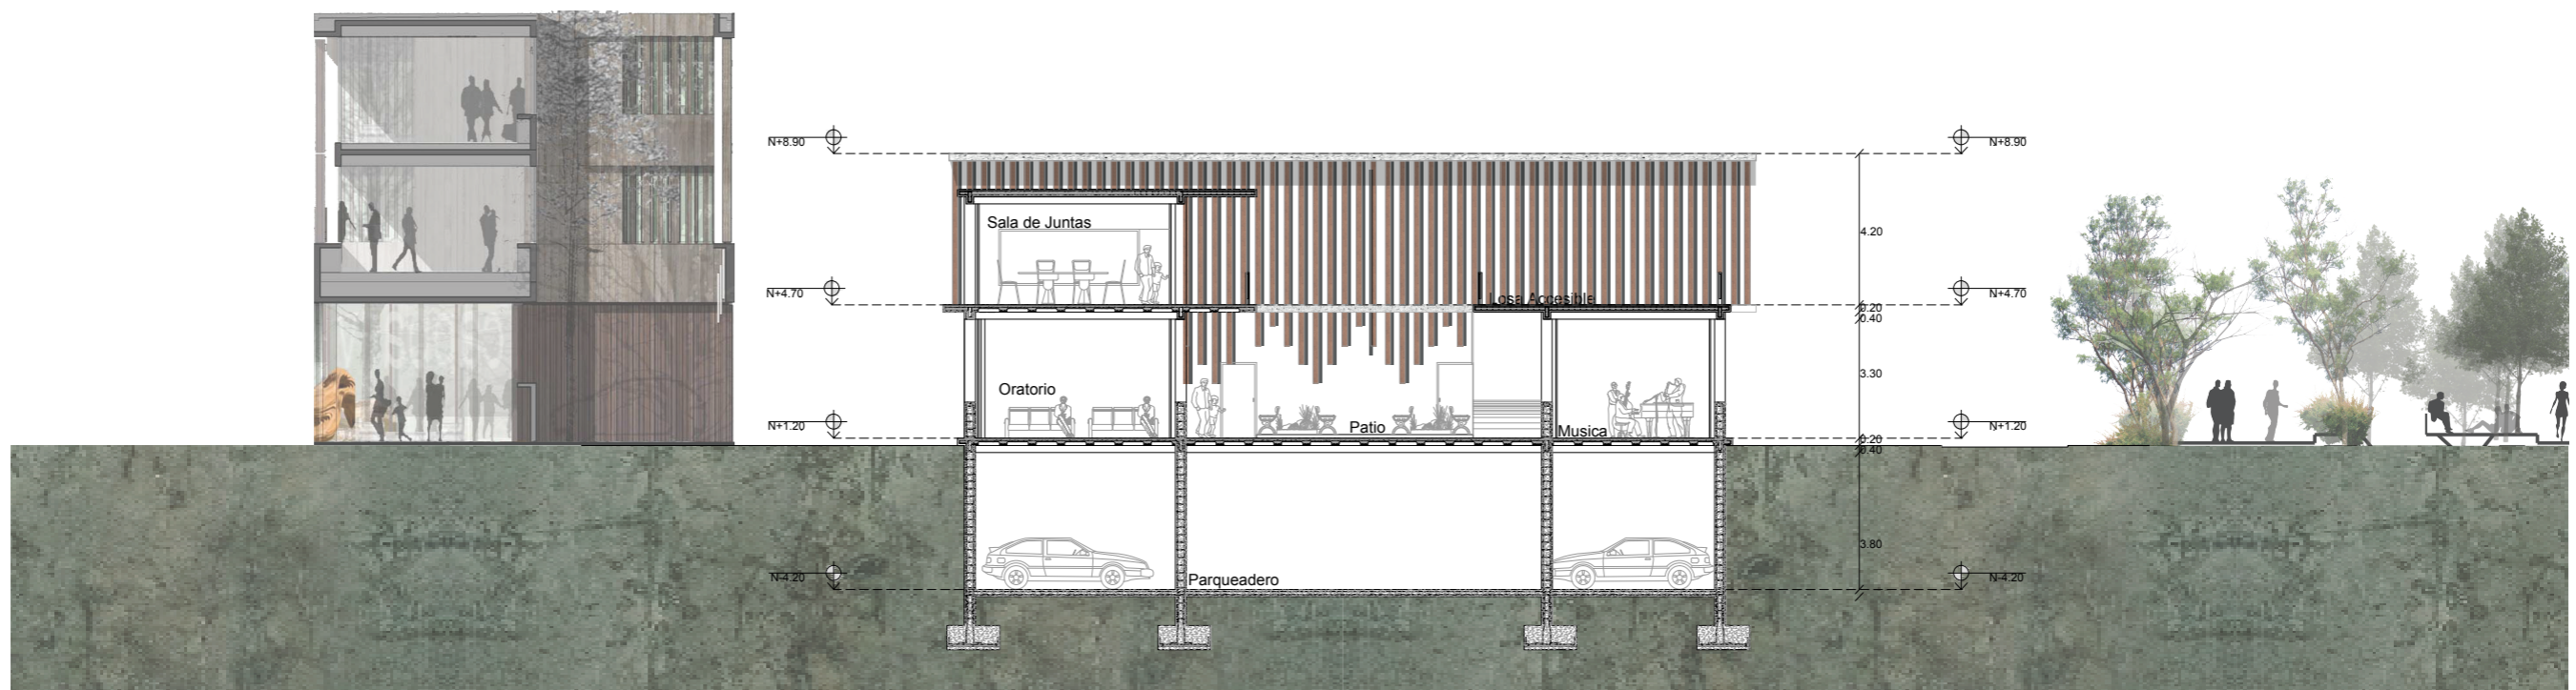 N+8.90
N+8.90
Sala de Juntas
4.20
N+4.70
N+4.70
Losa Accesible
0.20
0.40
Oratorio
3.30
N+1.20
Patio
Musica
N+1.20
0.20
0.40
3.80
N-4.20
Parqueadero
N-4.20